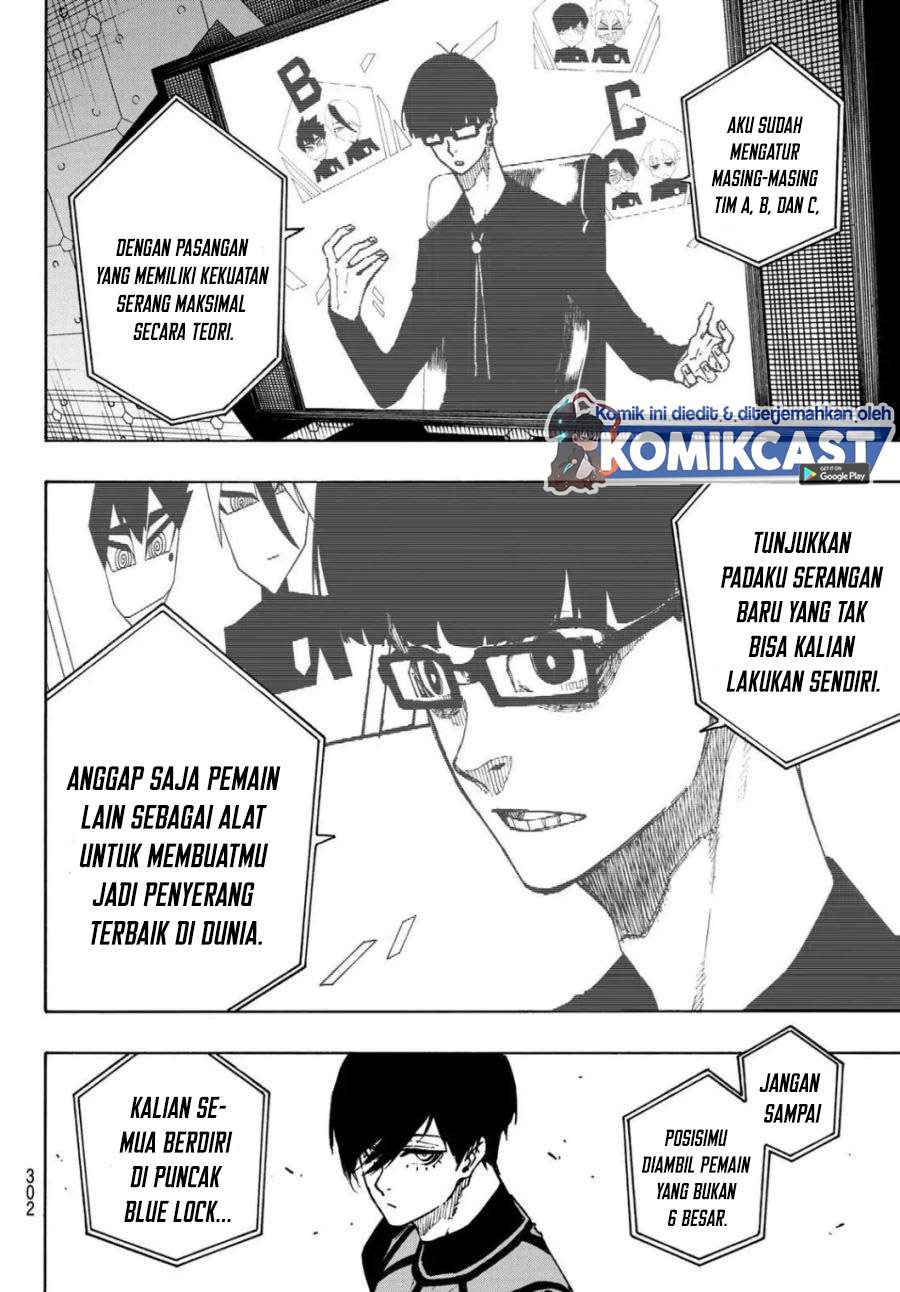 AKU SUDAH
MENGATUR
MASING-MASING
TIM A, B, DAN C,
B
C
DENGAN PASANGAN
YANG MEMILIKI KEKUATAN
SERANG MAKSIMAL
SECARA TEORI.
Komik ini diedit & diterjemahkan oleh
KOMIKCAST
GET IT ON
Google Play
TUNJUKKAN
PADAKU SERANGAN
BARU YANG TAK
BISA KALIAN
LAKUKAN SENDIRI.
ANGGAP SAJA PEMAIN
LAIN SEBAGAI ALAT
UNTUK MEMBUATMU
JADI PENYERANG
TERBAIK DI DUNIA.
JANGAN
SAMPAI
POSISIMU
DIAMBIL PEMAIN
YANG BUKAN
6 BESAR.
KALIAN SE-
MUA BERDIRI
DI PUNCAK
BLUE LOCK...
302